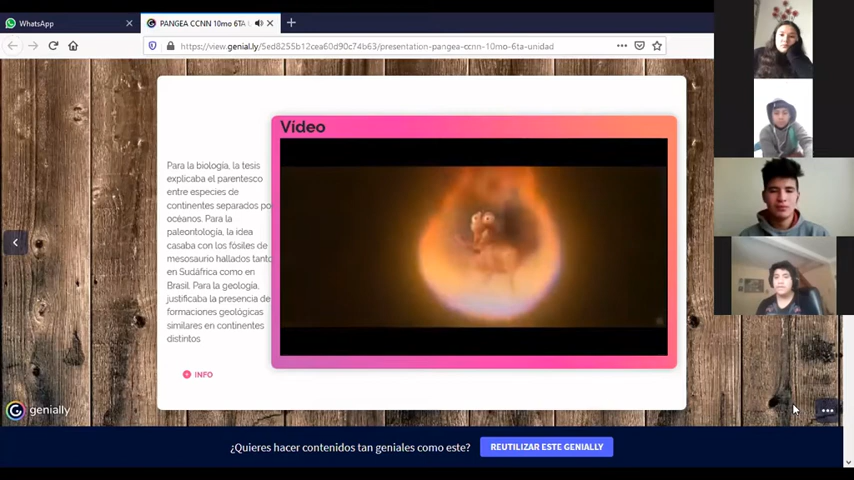 WhatsApp
PANGEA CCNN 10mo 6TA
https://view.genial.ly/5ed8255b12cea60d90c74b63/presentation-pangea-ccnn-10mo-6ta-unidad
Vídeo
Para la biología, la tesis
explicaba el parentesco
entre especies de
continentes separados po
océanos. Para la
paleontología, la idea
casaba con los fósiles de
mesosaurio hallados tanto
en Sudáfrica como en
Brasil. Para la geología,
justificaba la presencia de
formaciones geológicas
similares en continentes
distintos
INFO
genially
¿Quieres hacer contenidos tan geniales como este?
REUTILIZAR ESTE GENIALLY